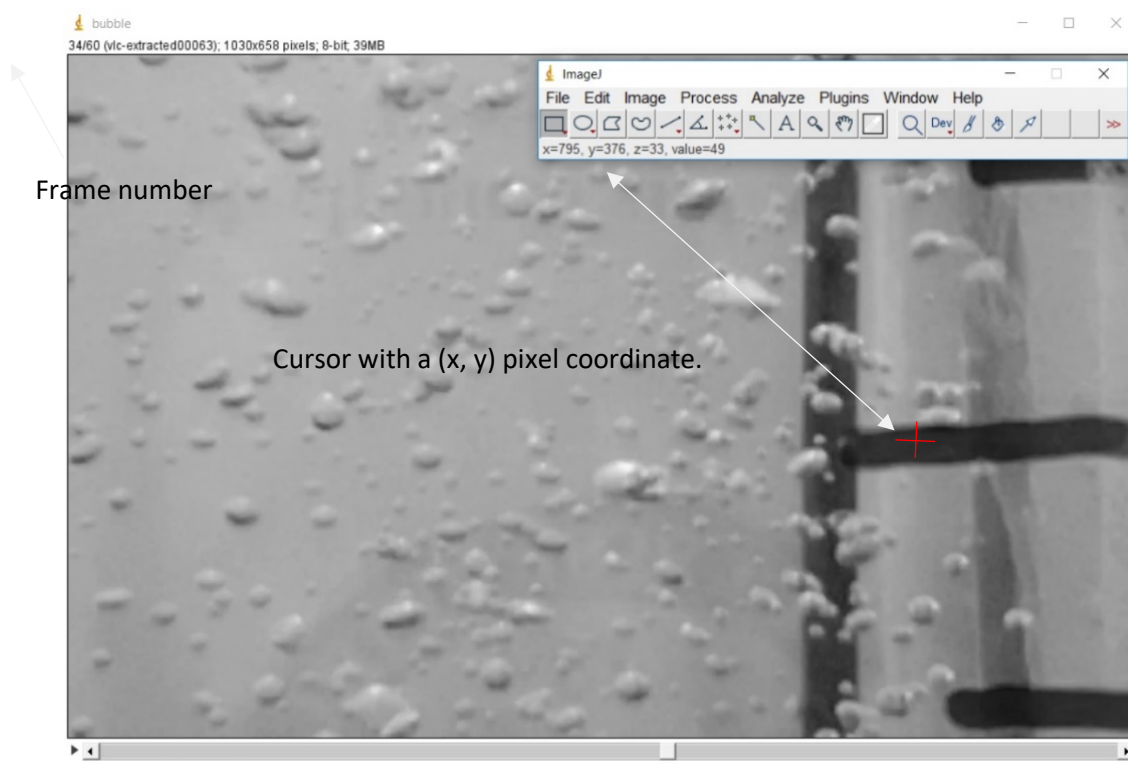 bubble
34/60 (vlc-extracted00063); 1030x658 pixels; 8-bit; 39MB
ImageJ
File Edit Image Process Analyze Plugins Window Help
A Dev >>
x=795, y=376, z=33, value=49
Frame number
Cursor with a (x, y) pixel coordinate.